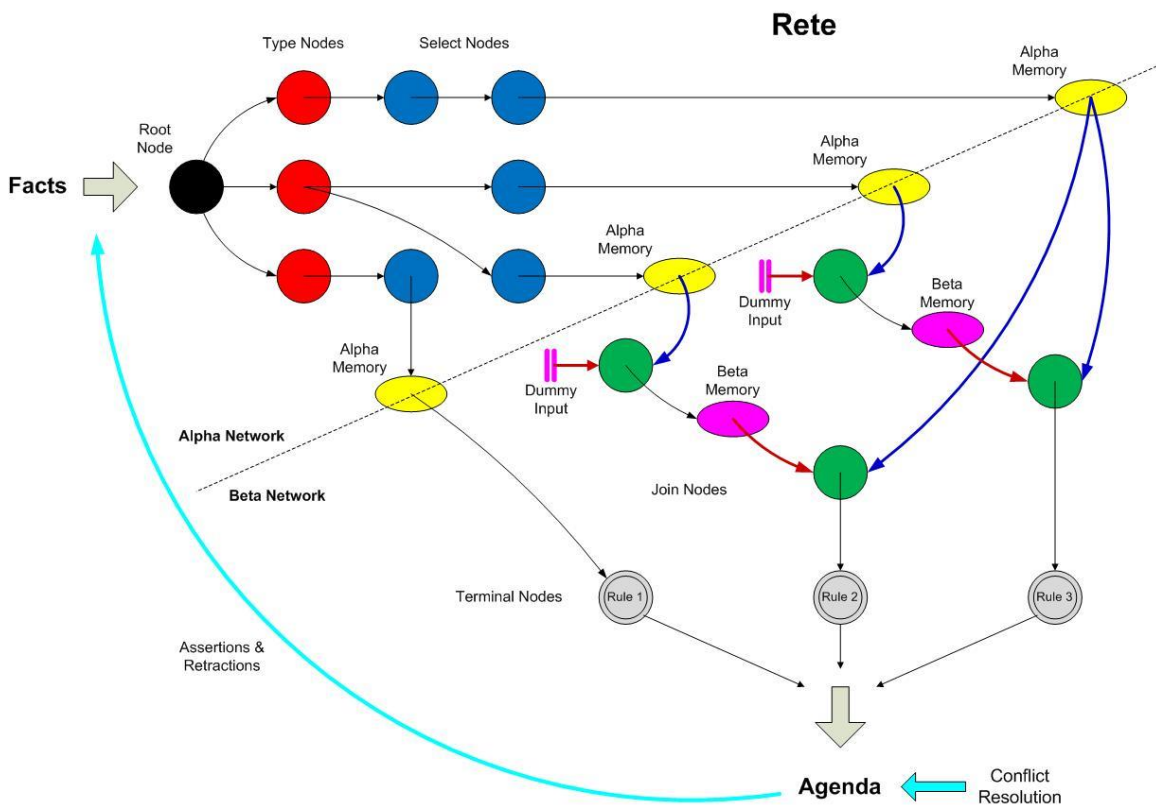 Rete
Type Nodes
Select Nodes
Alpha
Memory
Root
Node
Alpha
Memory
Facts
Alpha
Memory
Dummy
Input
Beta
Memory
Alpha
Memory
Dummy
Input
Beta
Memory
Alpha Network
Beta Network
Join Nodes
Terminal Nodes
Rule 1
Rule 2
Rule 3
Assertions &
Retractions
Agenda
Conflict
Resolution